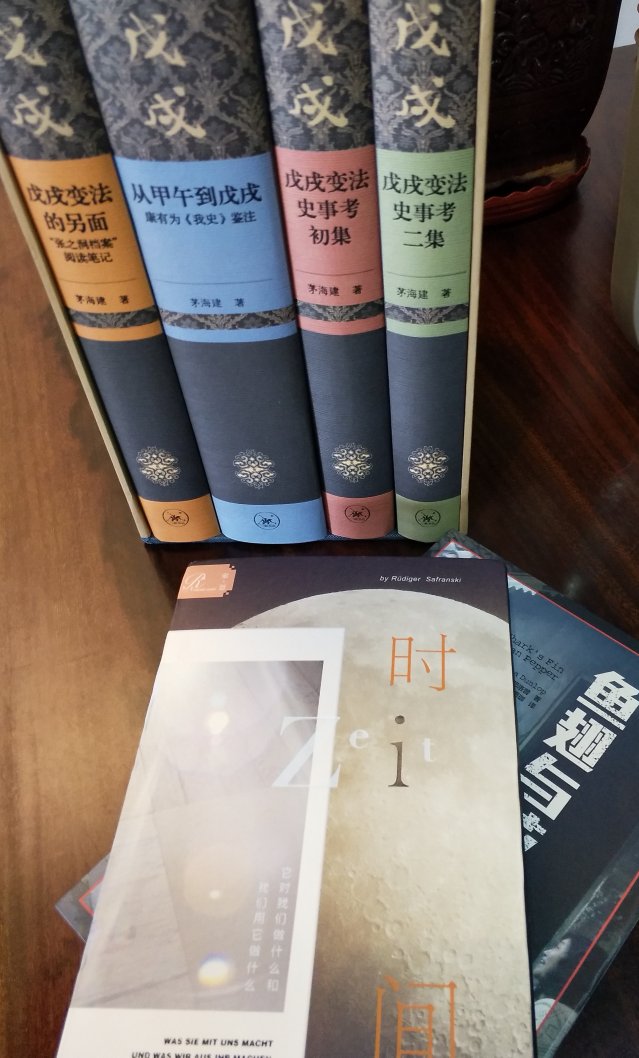 戊戌
戊戌变法
的另面
“张之洞档案”
阅读笔记
茅海建 著
戊戌
从甲午到戊戌
康有为《我史》鉴注
茅海建 著
戊戌
戊戌变法
史事考
初集
茅海建 著
戊戌
戊戌变法
史事考
二集
茅海建 著
by Rüdiger Safranski
时
Zeit
间
它对我们做什么和
我们用它做什么
WAS SIE MIT UNS MACHT
UND WAS WIR AUS IHR MACHEN
Shark's Fin
Pepper
Dunlop
鱼翅与